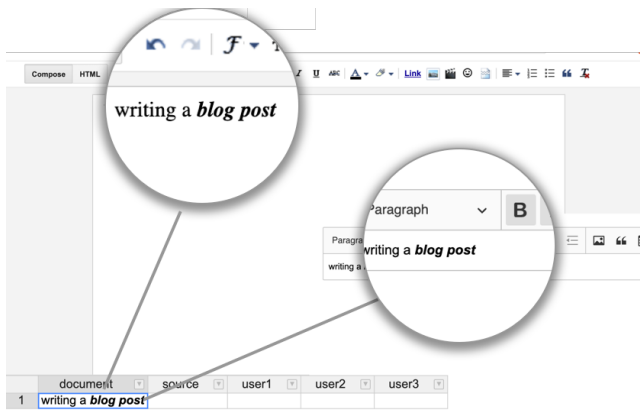 Compose HTML
U ABC A Link
writing a blog post
Paragraph B
Paragra
writing a blog post
writing a
document source user1 user2 user3
1 writing a blog post